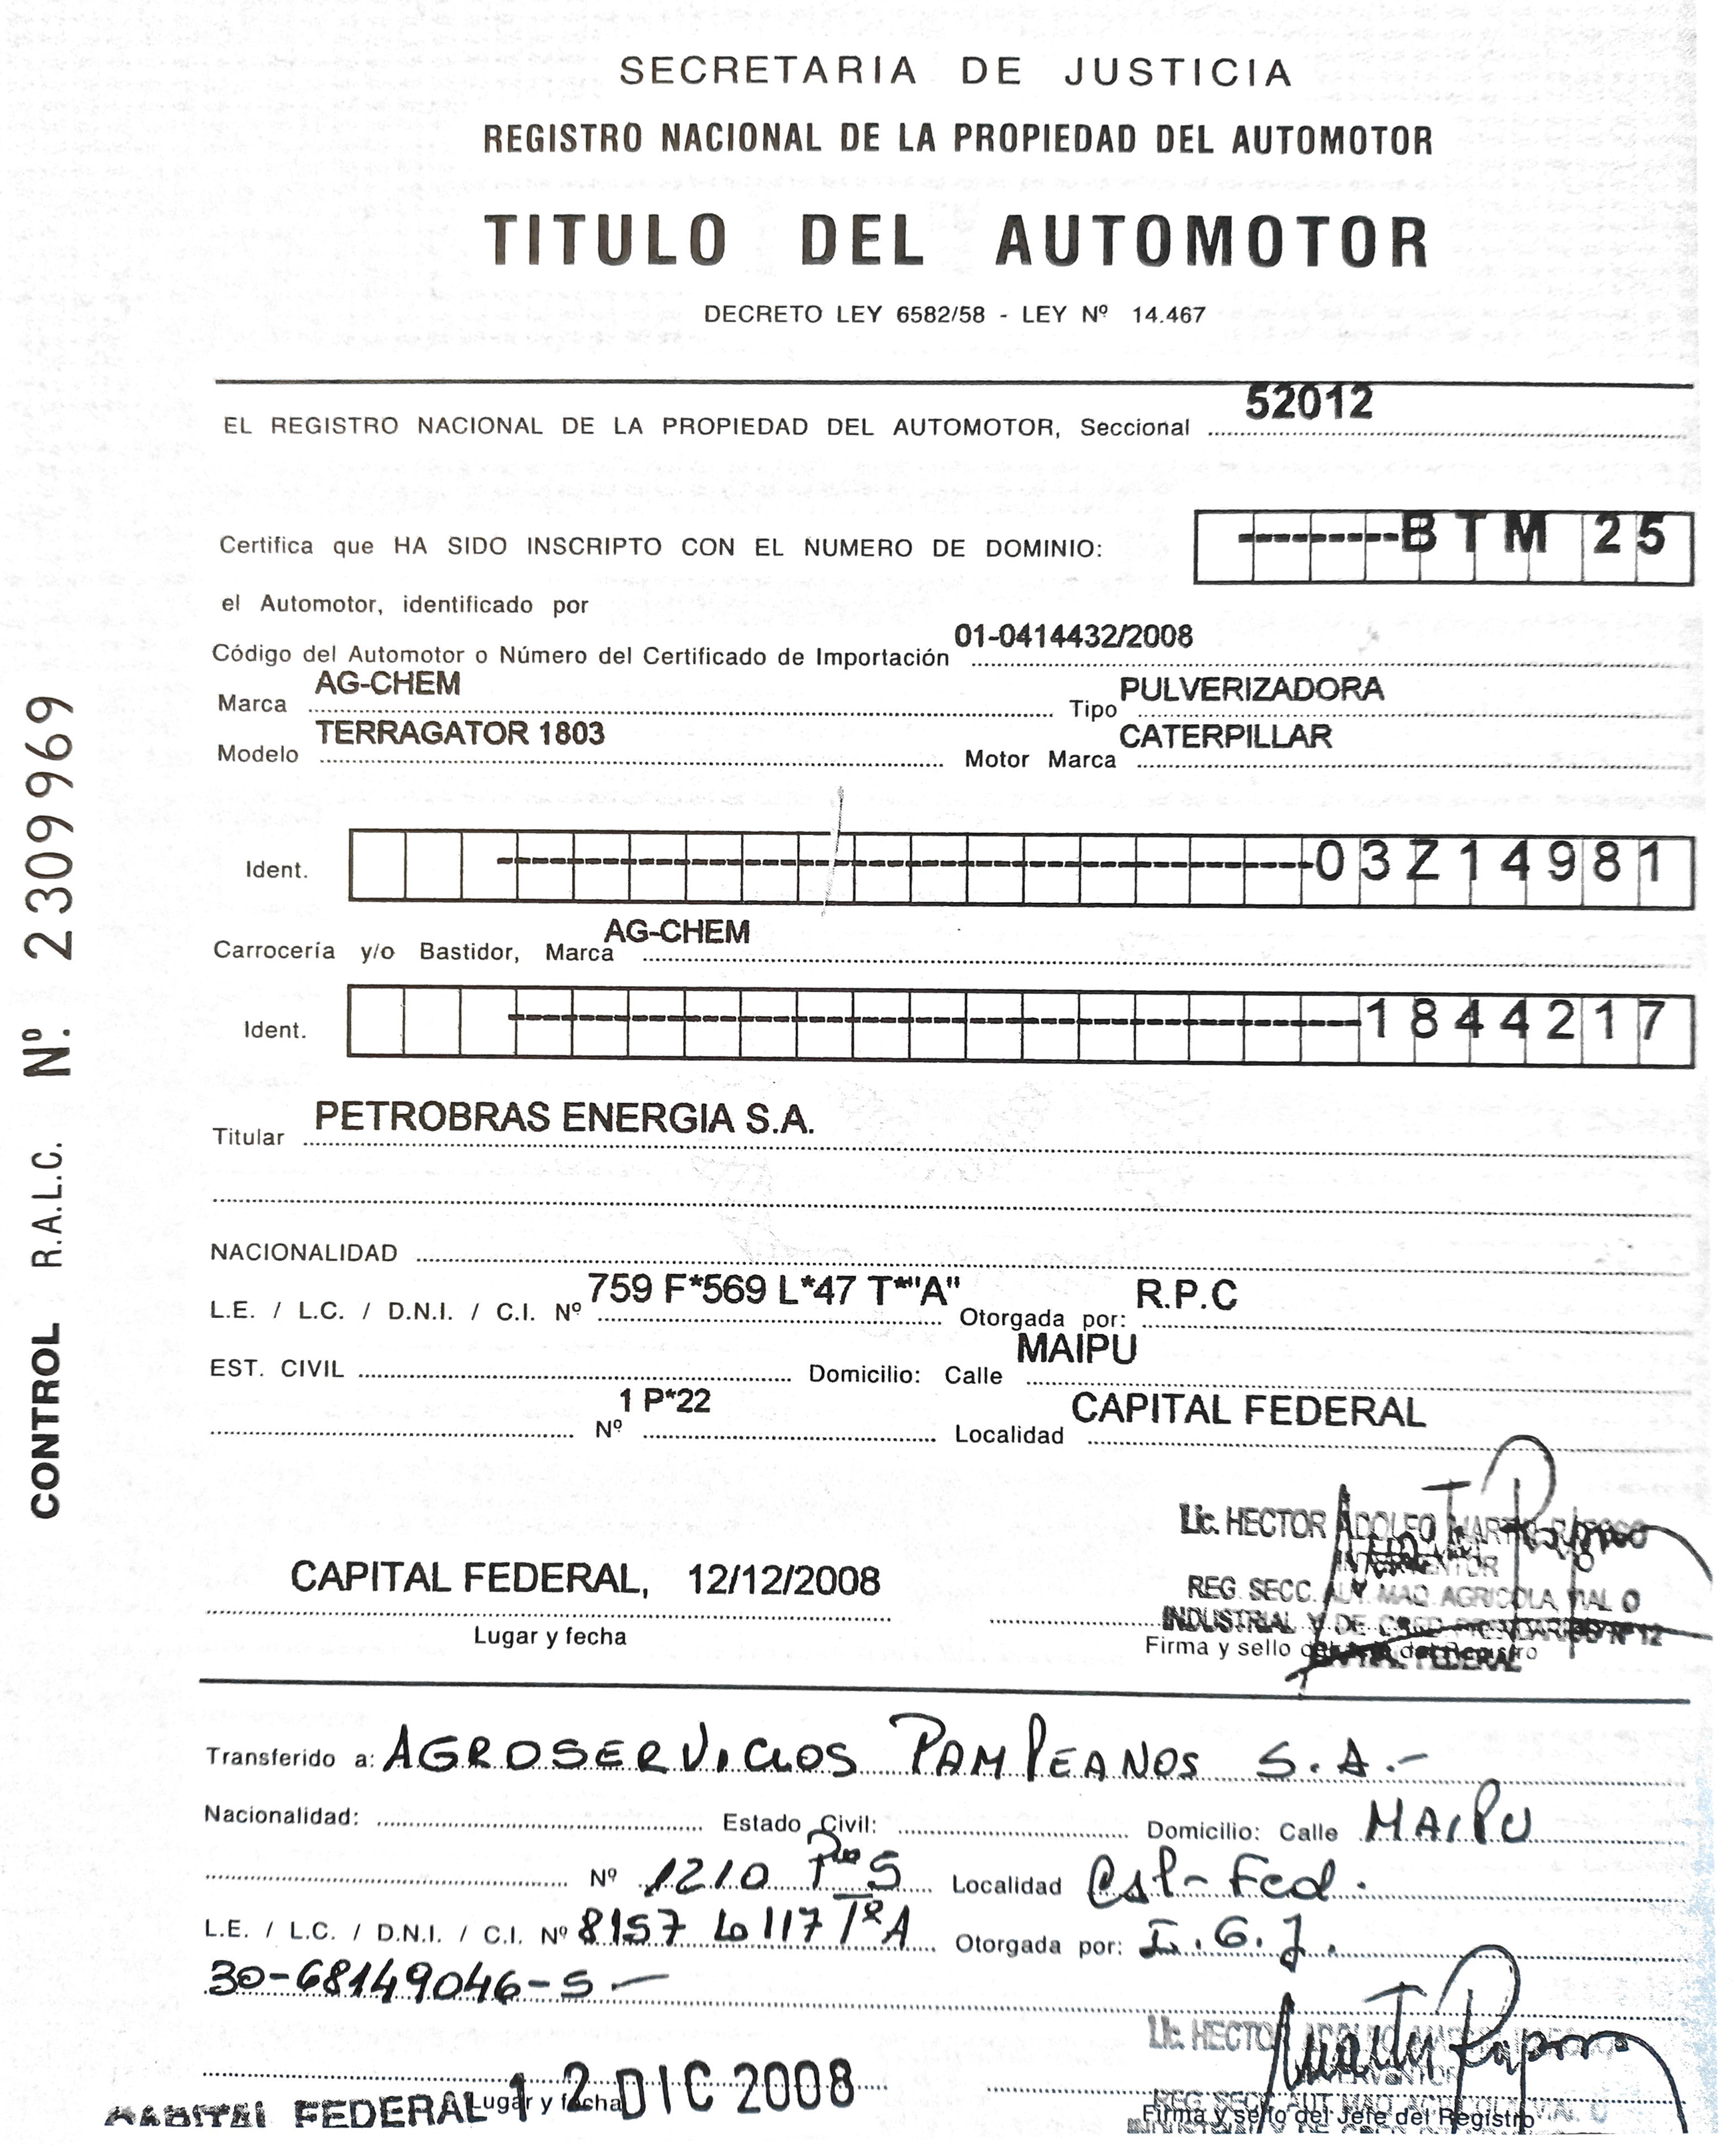 SECRETARIA DE JUSTICIA
REGISTRO NACIONAL DE LA PROPIEDAD DEL AUTOMOTOR
TITULO DEL AUTOMOTOR
DECRETO LEY 6582/58 - LEY Nº 14.467
EL REGISTRO NACIONAL DE LA PROPIEDAD DEL AUTOMOTOR, Seccional 52012
Certifica que HA SIDO INSCRIPTO CON EL NUMERO DE DOMINIO: --------BTM 25
el Automotor, identificado por
Código del Automotor o Número del Certificado de Importación 01-0414432/2008
Marca AG-CHEM Tipo PULVERIZADORA
Modelo TERRAGATOR 1803 Motor Marca CATERPILLAR
Ident. 03Z14981
Carrocería y/o Bastidor, Marca AG-CHEM
Ident. 1844217
Titular PETROBRAS ENERGIA S.A.
NACIONALIDAD
L.E. / L.C. / D.N.I. / C.I. Nº 759 F*569 L*47 T*"A" Otorgada por: R.P.C
EST. CIVIL Domicilio: Calle MAIPU
Nº 1 P*22 Localidad CAPITAL FEDERAL
Lic. HECTOR ADOLFO MARTIN
INTERVENTOR
REG. SECC. AUT. MAQ. AGRICOLA, VIAL O
INDUSTRIAL Y DE CRED. PRENDARIOS Nº 12
CAPITAL FEDERAL
CAPITAL FEDERAL, 12/12/2008
Lugar y fecha
Firma y sello del Jefe del Registro
Transferido a: AGROSERVICIOS PAMPEANOS S.A.-
Nacionalidad: Estado Civil: Domicilio: Calle MAIPU
Nº 1210 Pso 5 Localidad Cap-Fed.
L.E. / L.C. / D.N.I. / C.I. Nº 8157 Lo 117 TºA Otorgada por: I.G.J.
30-68149046-5-
Lic. HECTOR
INTERVENTOR
REG. SECC. AUT. MAQ. AGRICOLA, VIAL O
CAPITAL FEDERAL 12 DIC 2008
Lugar y fecha
Firma y sello del Jefe del Registro
CONTROL R.A.L.C. Nº. 2309969